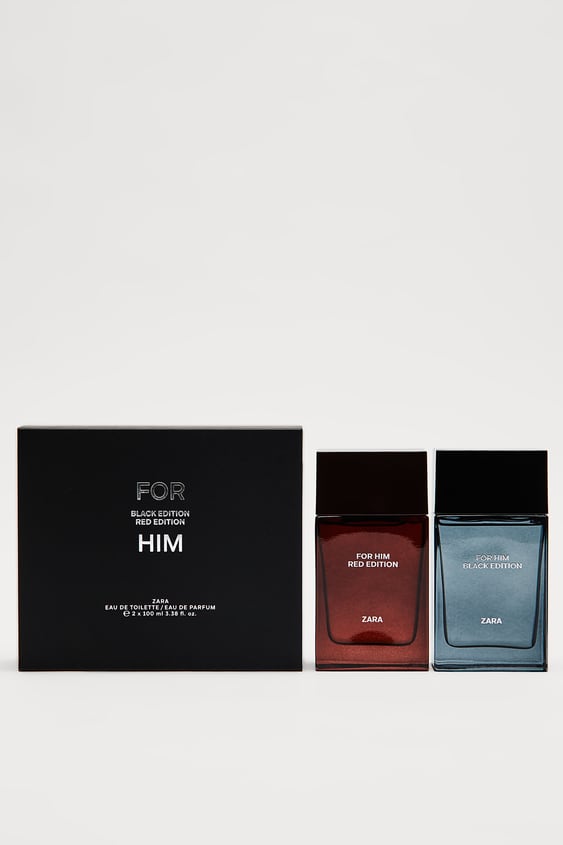 FOR
BLACK EDITION
RED EDITION
HIM
ZARA
EAU DE TOILETTE / EAU DE PARFUM
℮ 2 x 100 ml 3.38 fl. oz.
FOR HIM
RED EDITION
ZARA
FOR HIM
BLACK EDITION
ZARA